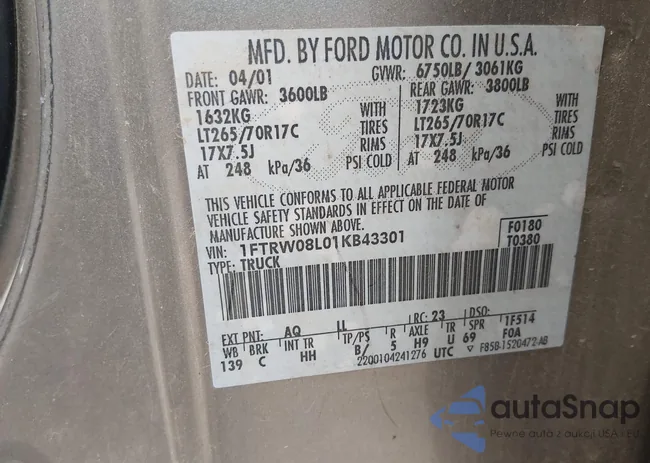 MFD. BY FORD MOTOR CO. IN U.S.A.
DATE: 04/01 GVWR: 6750LB/ 3061KG
FRONT GAWR: 3600LB REAR GAWR: 3800LB
1632KG WITH 1723KG WITH
LT265/70R17C TIRES LT265/70R17C TIRES
17X7.5J RIMS 17X7.5J RIMS
AT 248 kPa/36 PSI COLD AT 248 kPa/36 PSI COLD
THIS VEHICLE CONFORMS TO ALL APPLICABLE FEDERAL MOTOR
VEHICLE SAFETY STANDARDS IN EFFECT ON THE DATE OF
MANUFACTURE SHOWN ABOVE.
VIN: 1FTRW08L01KB43301 F0180
TYPE: TRUCK T0380
EXT PNT: AQ LL RC: 23 DSO: 1F514
WB BRK INT TR TP/PS R AXLE TR SPR F0A
139 C HH B/ 5 H9 U 69
2200104241276 UTC F85B-1520472-AB
autaSnap
Pewne auta z aukcji USA i EU